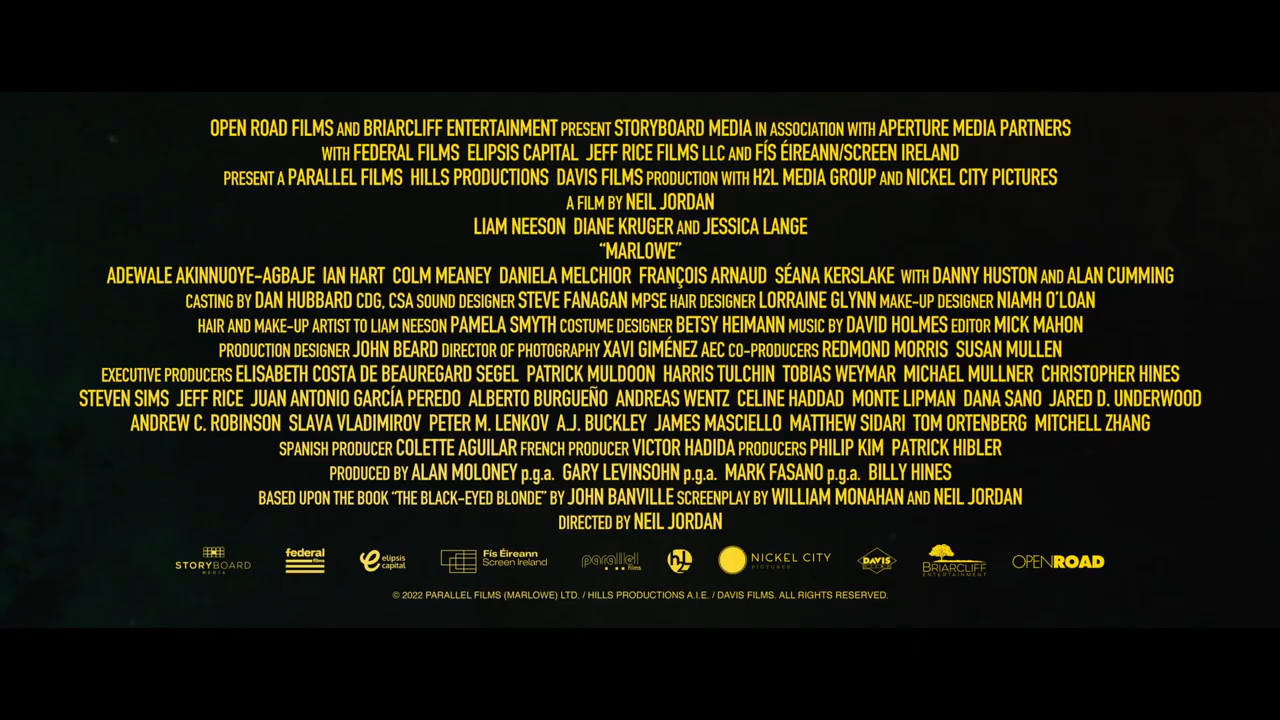 OPEN ROAD FILMS AND BRIARCLIFF ENTERTAINMENT PRESENT STORYBOARD MEDIA IN ASSOCIATION WITH APERTURE MEDIA PARTNERS
WITH FEDERAL FILMS ELIPSIS CAPITAL JEFF RICE FILMS LLC AND FÍS ÉIREANN/SCREEN IRELAND
PRESENT A PARALLEL FILMS HILLS PRODUCTIONS DAVIS FILMS PRODUCTION WITH H2L MEDIA GROUP AND NICKEL CITY PICTURES
A FILM BY NEIL JORDAN
LIAM NEESON DIANE KRUGER AND JESSICA LANGE
“MARLOWE”
ADEWALE AKINNUOYE-AGBAJE IAN HART COLM MEANEY DANIELA MELCHIOR FRANÇOIS ARNAUD SÉANA KERSLAKE WITH DANNY HUSTON AND ALAN CUMMING
CASTING BY DAN HUBBARD CDG, CSA SOUND DESIGNER STEVE FANAGAN MPSE HAIR DESIGNER LORRAINE GLYNN MAKE-UP DESIGNER NIAMH O’LOAN
HAIR AND MAKE-UP ARTIST TO LIAM NEESON PAMELA SMYTH COSTUME DESIGNER BETSY HEIMANN MUSIC BY DAVID HOLMES EDITOR MICK MAHON
PRODUCTION DESIGNER JOHN BEARD DIRECTOR OF PHOTOGRAPHY XAVI GIMÉNEZ AEC CO-PRODUCERS REDMOND MORRIS SUSAN MULLEN
EXECUTIVE PRODUCERS ELISABETH COSTA DE BEAUREGARD SEGEL PATRICK MULDOON HARRIS TULCHIN TOBIAS WEYMAR MICHAEL MULLNER CHRISTOPHER HINES
STEVEN SIMS JEFF RICE JUAN ANTONIO GARCÍA PEREDO ALBERTO BURGUEÑO ANDREAS WENTZ CELINE HADDAD MONTE LIPMAN DANA SANO JARED D. UNDERWOOD
ANDREW C. ROBINSON SLAVA VLADIMIROV PETER M. LENKOV A.J. BUCKLEY JAMES MASCIELLO MATTHEW SIDARI TOM ORTENBERG MITCHELL ZHANG
SPANISH PRODUCER COLETTE AGUILAR FRENCH PRODUCER VICTOR HADIDA PRODUCERS PHILIP KIM PATRICK HIBLER
PRODUCED BY ALAN MOLONEY p.g.a. GARY LEVINSOHN p.g.a. MARK FASANO p.g.a. BILLY HINES
BASED UPON THE BOOK “THE BLACK-EYED BLONDE” BY JOHN BANVILLE SCREENPLAY BY WILLIAM MONAHAN AND NEIL JORDAN
DIRECTED BY NEIL JORDAN
STORYBOARD MEDIA federal films elipsis capital Fís Éireann Screen Ireland parallel films h2l NICKEL CITY PICTURES DAVIS FILMS BRIARCLIFF ENTERTAINMENT OPEN ROAD
© 2022 PARALLEL FILMS (MARLOWE) LTD. / HILLS PRODUCTIONS A.I.E. / DAVIS FILMS. ALL RIGHTS RESERVED.